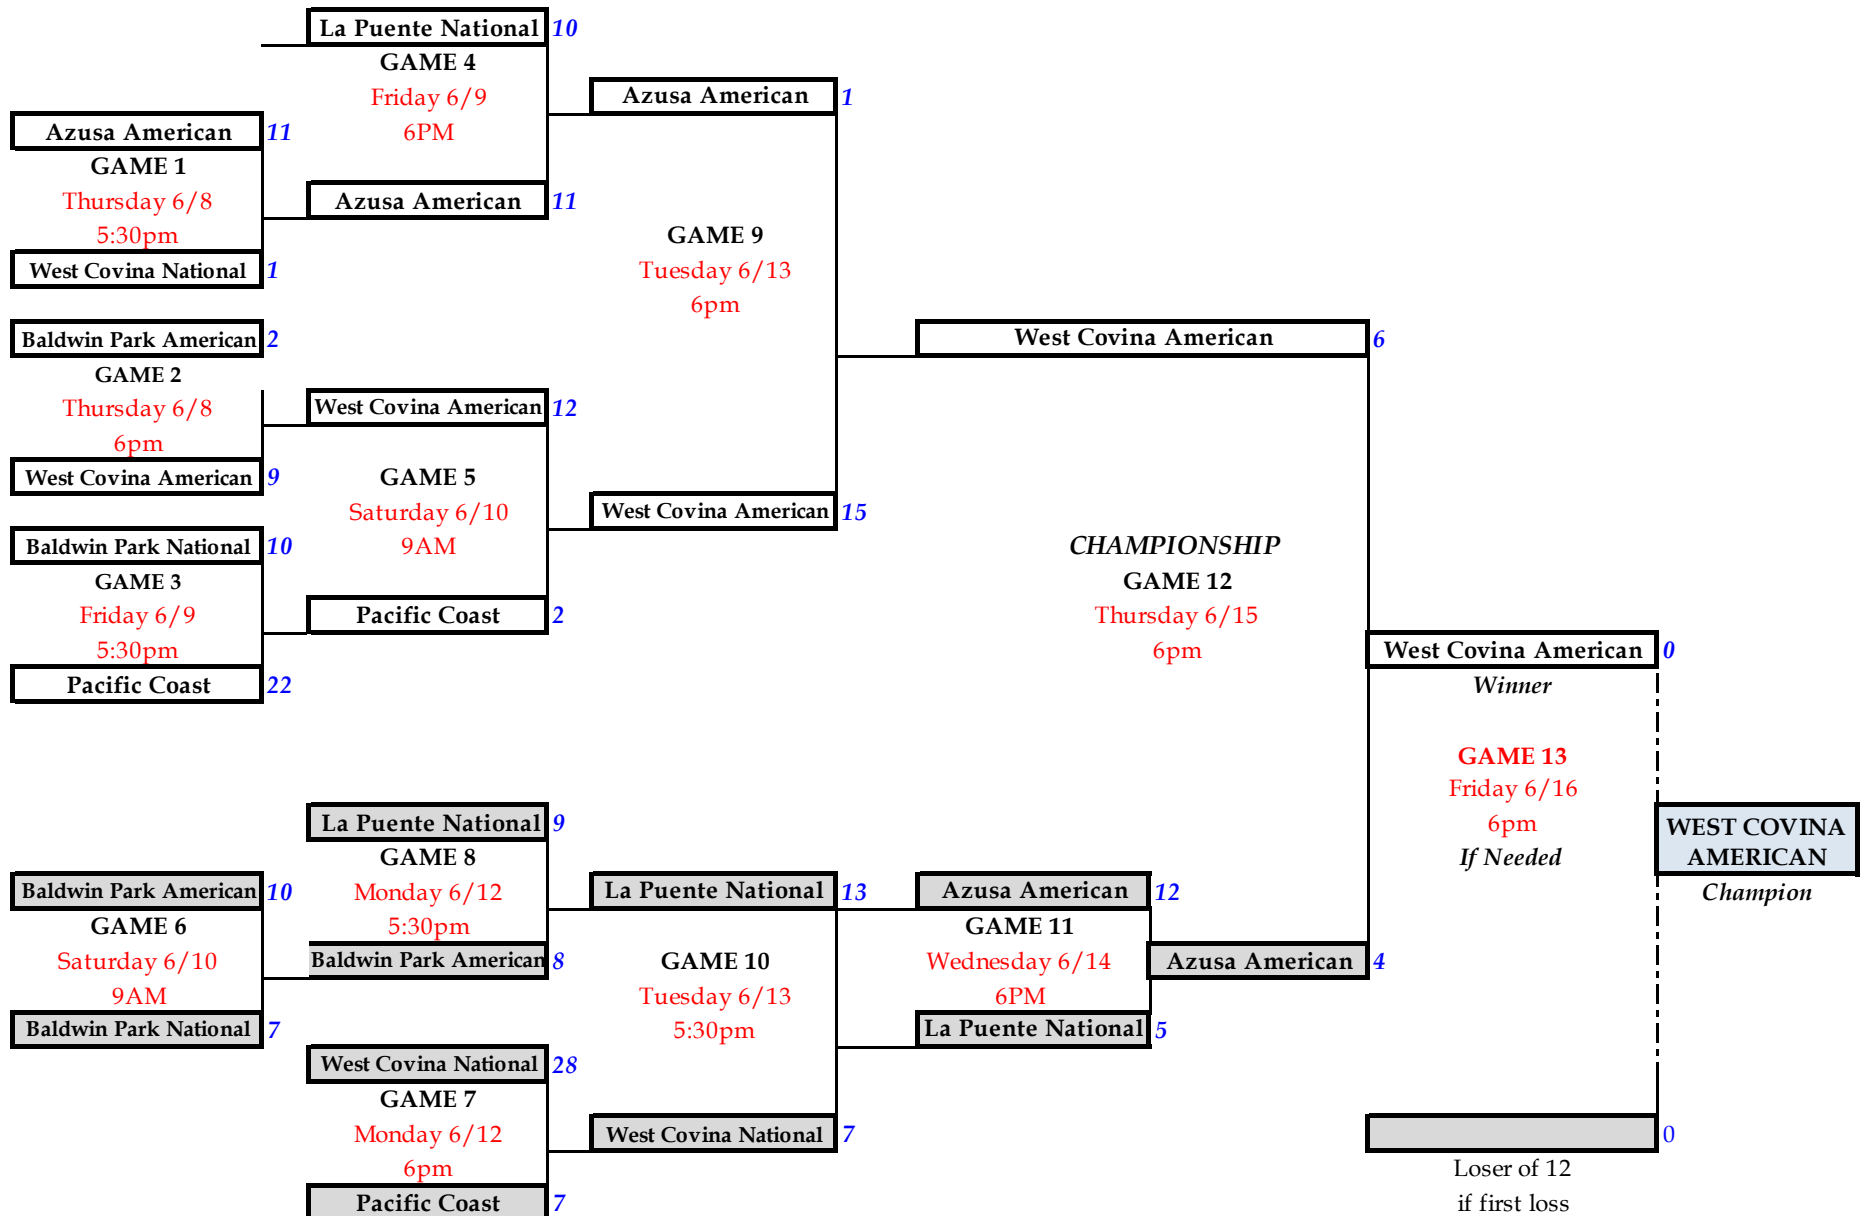 La Puente National 10
GAME 4
Friday 6/9
6PM
Azusa American 11
Azusa American 11
GAME 1
Thursday 6/8
5:30pm
West Covina National 1
Baldwin Park American 2
GAME 2
Thursday 6/8
6pm
West Covina American 9
Baldwin Park National 10
GAME 3
Friday 6/9
5:30pm
Pacific Coast 22
West Covina American 12
GAME 5
Saturday 6/10
9AM
Pacific Coast 2
Azusa American 1
GAME 9
Tuesday 6/13
6pm
West Covina American 15
West Covina American 6
CHAMPIONSHIP
GAME 12
Thursday 6/15
6pm
West Covina American 0
Winner
GAME 13
Friday 6/16
6pm
If Needed
WEST COVINA
AMERICAN
Champion
La Puente National 9
GAME 8
Monday 6/12
5:30pm
Baldwin Park American 8
Baldwin Park American 10
GAME 6
Saturday 6/10
9AM
Baldwin Park National 7
West Covina National 28
GAME 7
Monday 6/12
6pm
Pacific Coast 7
La Puente National 13
GAME 10
Tuesday 6/13
5:30pm
West Covina National 7
Azusa American 12
GAME 11
Wednesday 6/14
6PM
La Puente National 5
Azusa American 4
0
Loser of 12
if first loss